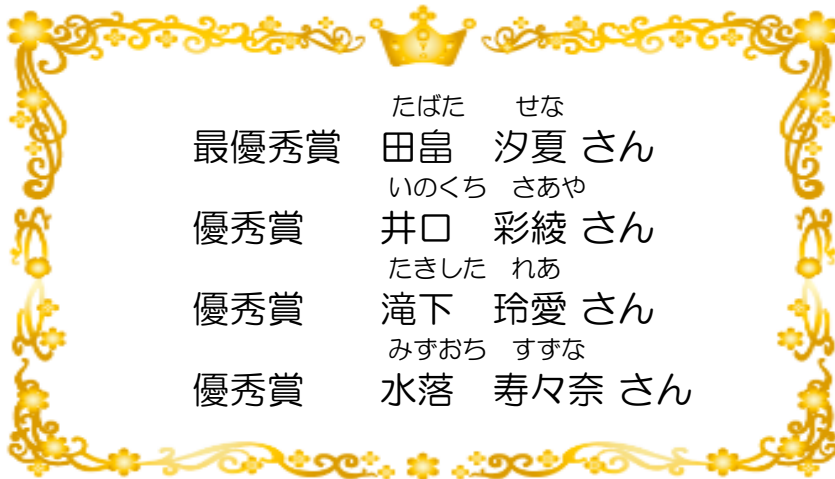 たばた　せな
最優秀賞　田畠　汐夏 さん
いのくち　さあや
優秀賞　井口　彩綾 さん
たきした　れあ
優秀賞　滝下　玲愛 さん
みずおち　すずな
優秀賞　水落　寿々奈 さん